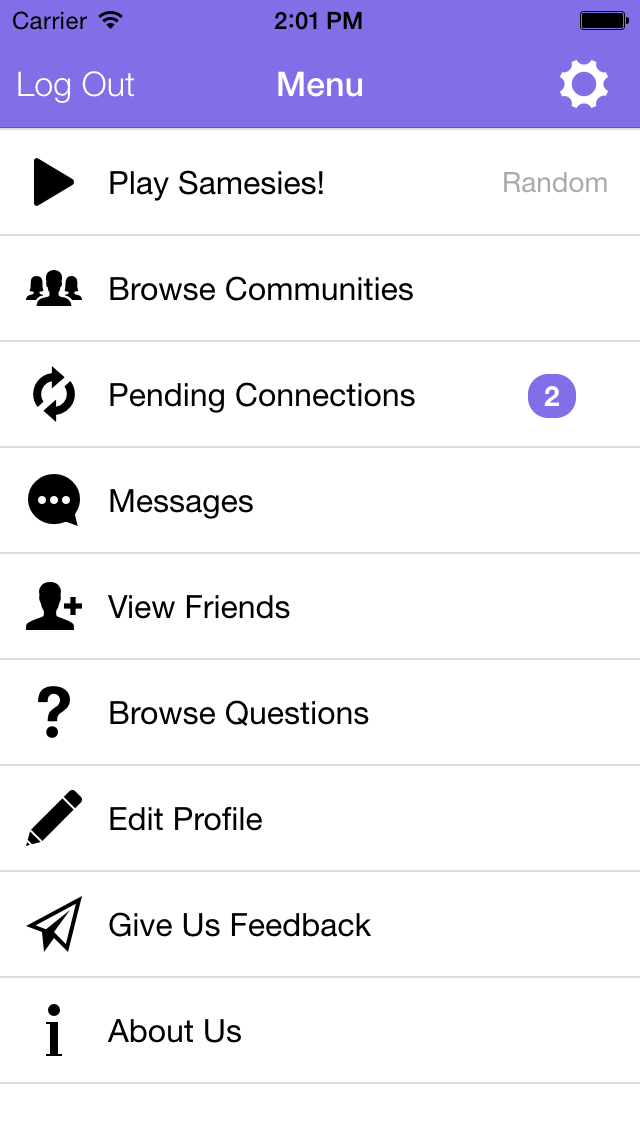 Carrier 2:01 PM
Log Out Menu
Play Samesies! Random
Browse Communities
Pending Connections 2
Messages
View Friends
Browse Questions
Edit Profile
Give Us Feedback
About Us